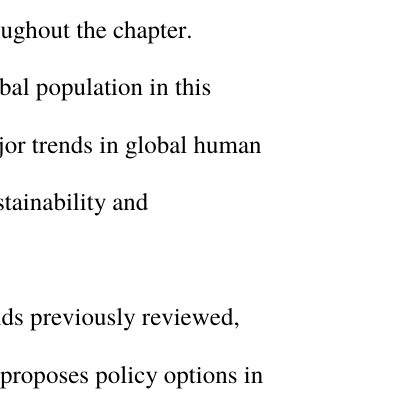 ughout the chapter.
bal population in this
jor trends in global human
stainability and
ds previously reviewed,
proposes policy options in